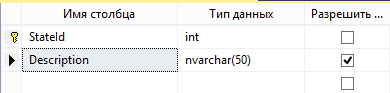 Имя столбца Тип данных Разрешить ...
StateId int
Description nvarchar(50)